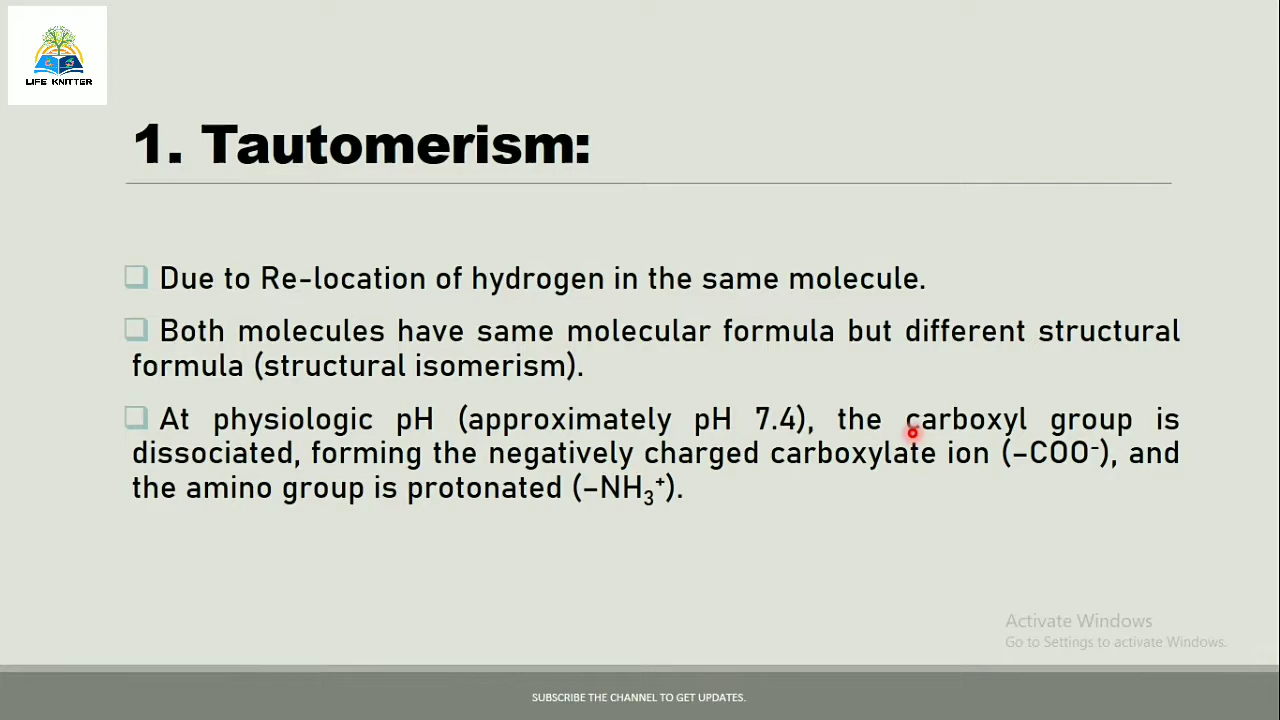 LIFE KNITTER
1. Tautomerism:
Due to Re-location of hydrogen in the same molecule.
Both molecules have same molecular formula but different structural
formula (structural isomerism).
At physiologic pH (approximately pH 7.4), the carboxyl group is
dissociated, forming the negatively charged carboxylate ion (–COO⁻), and
the amino group is protonated (–NH₃⁺).
Activate Windows
Go to Settings to activate Windows.
SUBSCRIBE THE CHANNEL TO GET UPDATES.